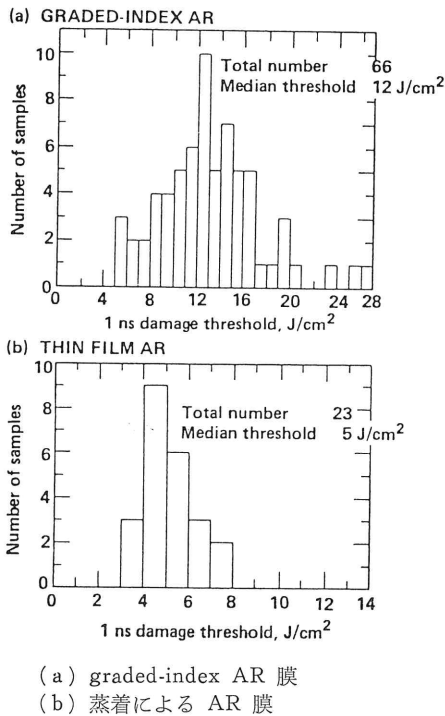 (a) GRADED-INDEX AR
10
8
6
4
2
0
Number of samples
Total number 66
Median threshold 12 J/cm²
0 4 8 12 16 20 24 28
1 ns damage threshold, J/cm²
(b) THIN FILM AR
10
8
6
4
2
0
Number of samples
Total number 23
Median threshold 5 J/cm²
0 2 4 6 8 10 12 14
1 ns damage threshold, J/cm²
(a) graded-index AR 膜
(b) 蒸着による AR 膜